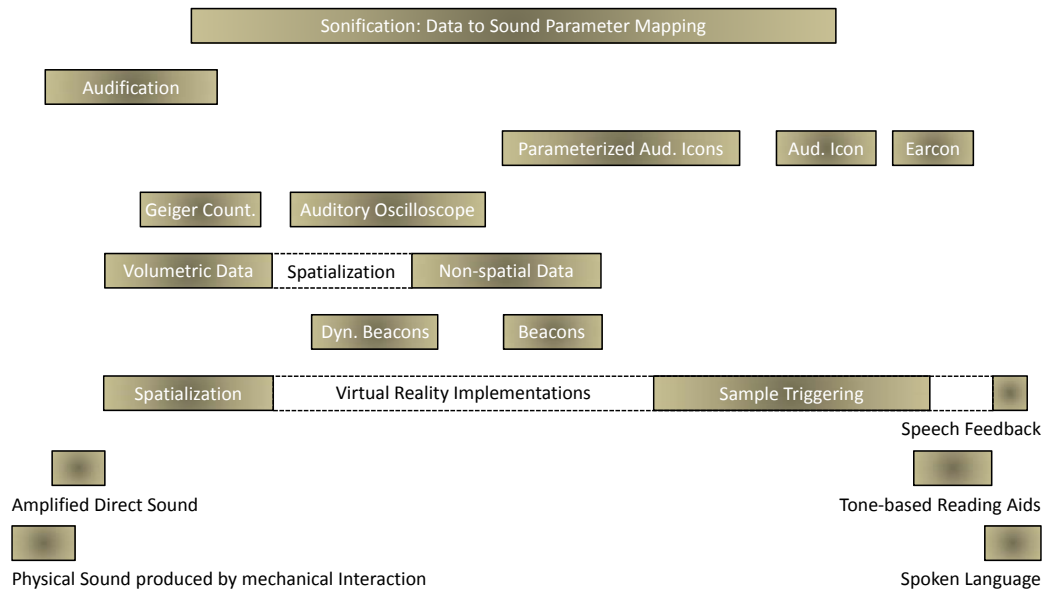 Sonification: Data to Sound Parameter Mapping
Audification
Parameterized Aud. Icons Aud. Icon Earcon
Geiger Count. Auditory Oscilloscope
Volumetric Data Spatialization Non-spatial Data
Dyn. Beacons Beacons
Spatialization Virtual Reality Implementations Sample Triggering
Speech Feedback
Amplified Direct Sound Tone-based Reading Aids
Physical Sound produced by mechanical Interaction Spoken Language